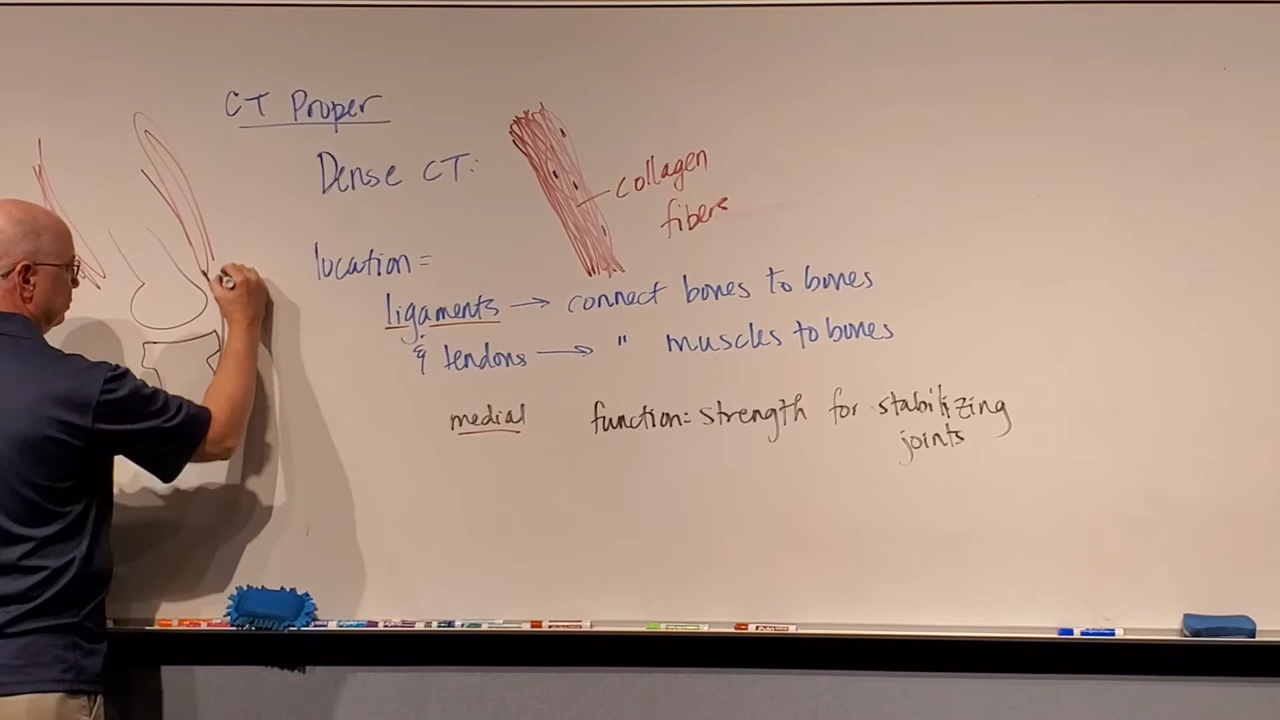 CT Proper
Dense CT:
collagen
fibers
location =
ligaments → connect bones to bones
& tendons → " muscles to bones
medial
function: strength for stabilizing
joints